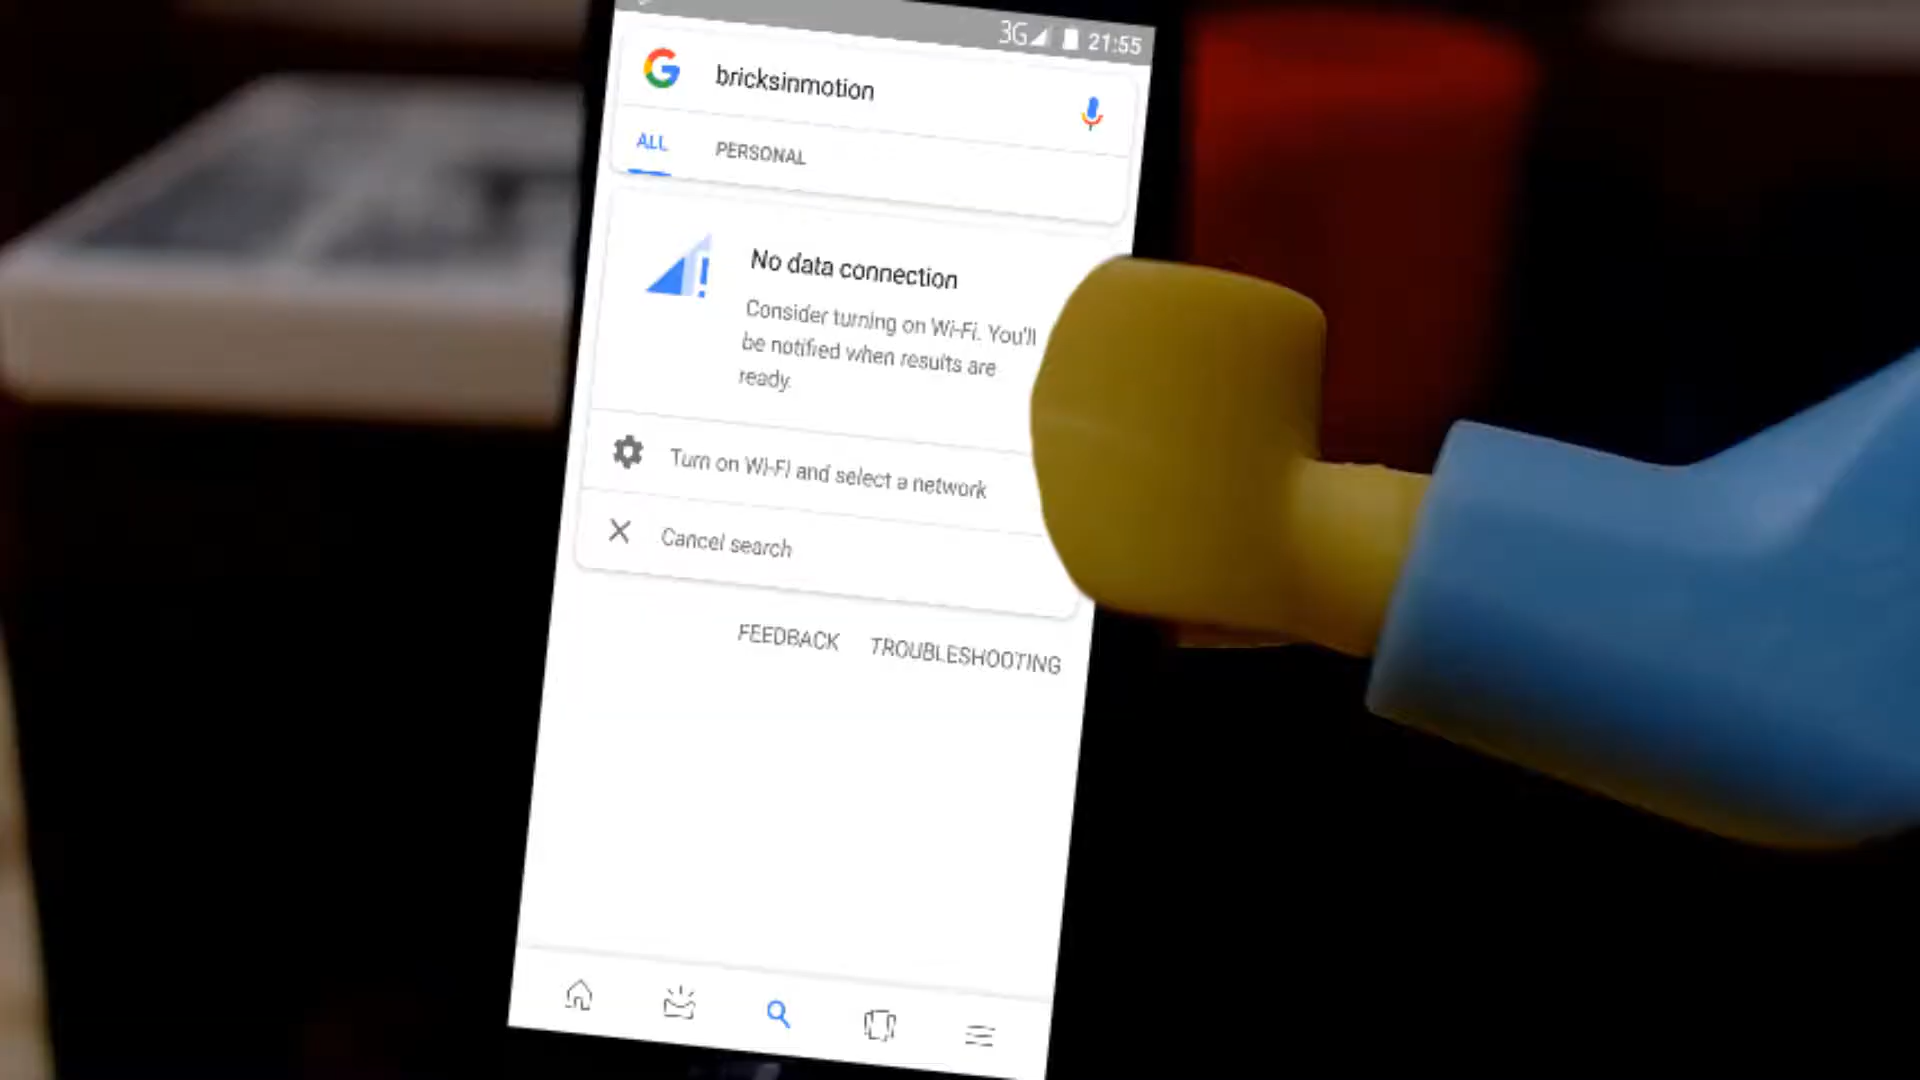 3G 21:55
bricksinmotion
ALL PERSONAL
No data connection
Consider turning on Wi-Fi. You'll
be notified when results are
ready.
Turn on Wi-Fi and select a network
Cancel search
FEEDBACK TROUBLESHOOTING